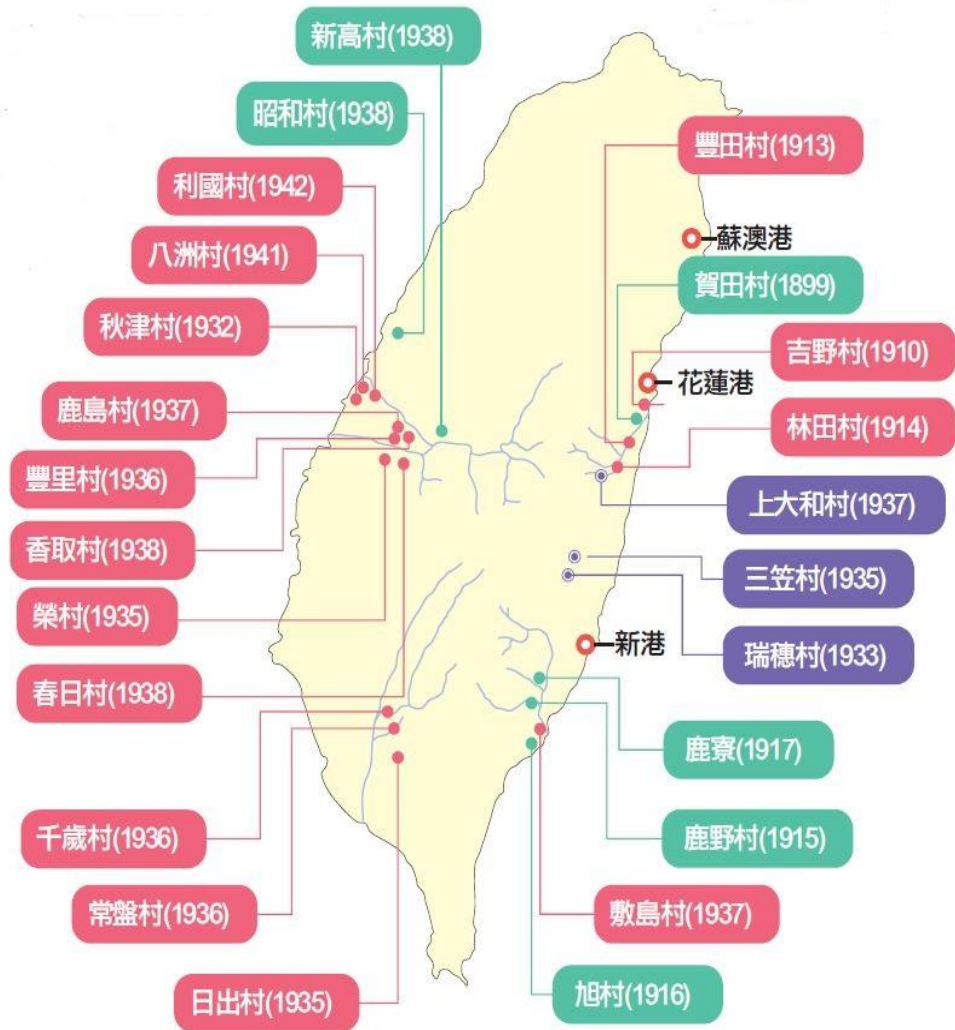 新高村(1938)
昭和村(1938)
利國村(1942)
八洲村(1941)
秋津村(1932)
鹿島村(1937)
豐里村(1936)
香取村(1938)
榮村(1935)
春日村(1938)
千歲村(1936)
常盤村(1936)
日出村(1935)
豐田村(1913)
蘇澳港
賀田村(1899)
吉野村(1910)
花蓮港
林田村(1914)
上大和村(1937)
三笠村(1935)
新港
瑞穗村(1933)
鹿寮(1917)
鹿野村(1915)
敷島村(1937)
旭村(1916)